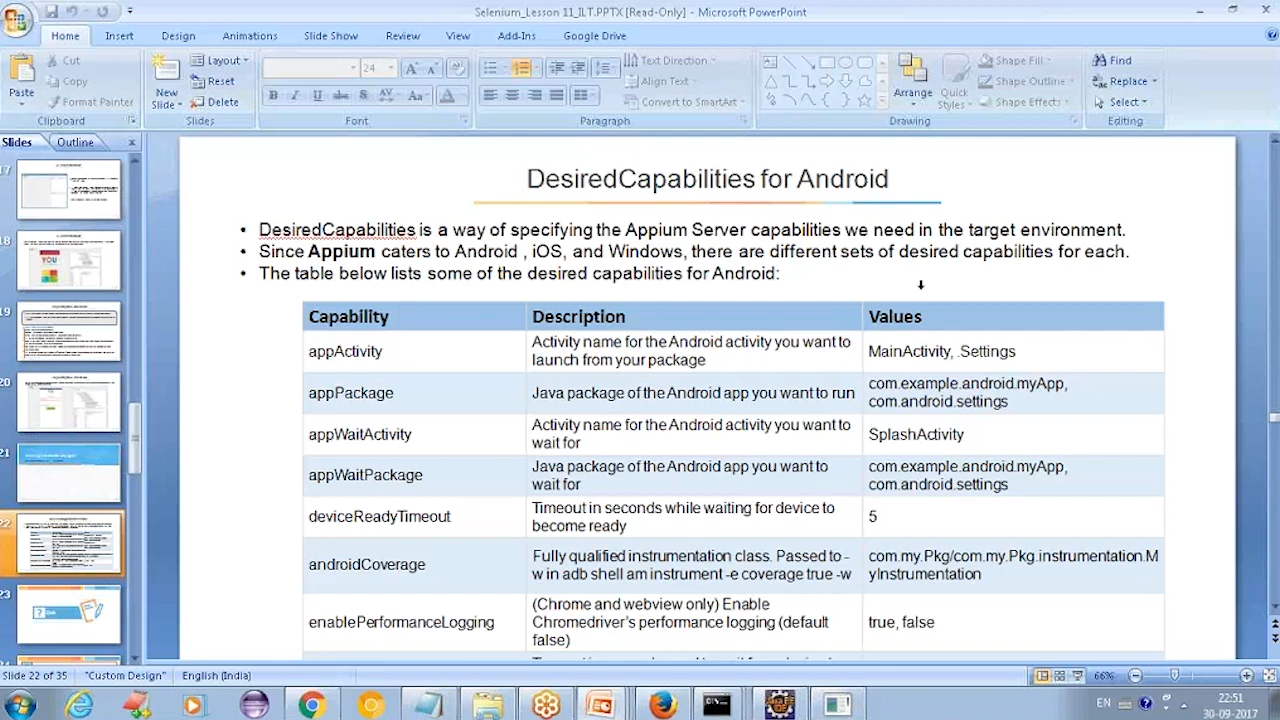 Selenium_Lesson 11_ILT.PPTX [Read-Only] - Microsoft PowerPoint
Home Insert Design Animations Slide Show Review View Add-Ins Google Drive
Paste
Cut
Copy
Format Painter
Clipboard
New Slide
Layout
Reset
Delete
Slides
24
Font
Text Direction
Align Text
Convert to SmartArt
Paragraph
Arrange
Quick Styles
Shape Fill
Shape Outline
Shape Effects
Drawing
Find
Replace
Select
Editing
Slides Outline
17
18
19
20
21
22
23
DesiredCapabilities for Android
• DesiredCapabilities is a way of specifying the Appium Server capabilities we need in the target environment.
• Since Appium caters to Android, iOS, and Windows, there are different sets of desired capabilities for each.
• The table below lists some of the desired capabilities for Android:
Capability Description Values
appActivity Activity name for the Android activity you want to launch from your package MainActivity, .Settings
appPackage Java package of the Android app you want to run com.example.android.myApp, com.android.settings
appWaitActivity Activity name for the Android activity you want to wait for SplashActivity
appWaitPackage Java package of the Android app you want to wait for com.example.android.myApp, com.android.settings
deviceReadyTimeout Timeout in seconds while waiting for device to become ready 5
androidCoverage Fully qualified instrumentation class. Passed to -w in adb shell am instrument -e coverage true -w com.my.Pkg/com.my.Pkg.instrumentation.MyInstrumentation
enablePerformanceLogging (Chrome and webview only) Enable Chromedriver's performance logging (default false) true, false
Slide 22 of 35 "Custom Design" English (India) 66%
EN 22:51
30-09-2017